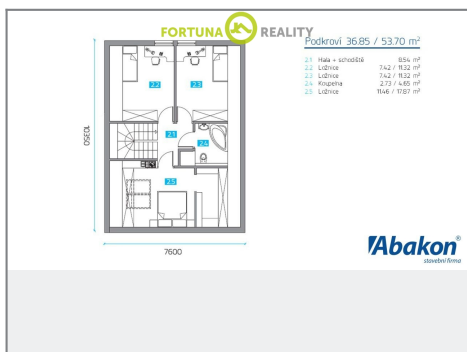 FORTUNA REALITY
Podkroví 36.85 / 53.70 m²
2.1 Hala + schodiště 8.54 m²
2.2 Ložnice 7.42 / 11.32 m²
2.3 Ložnice 7.42 / 11.32 m²
2.4 Koupelna 2.73 / 4.65 m²
2.5 Ložnice 11.46 / 17.87 m²
2.2
2.3
2.1
2.4
2.5
10350
7600
Abakon®
stavební firma